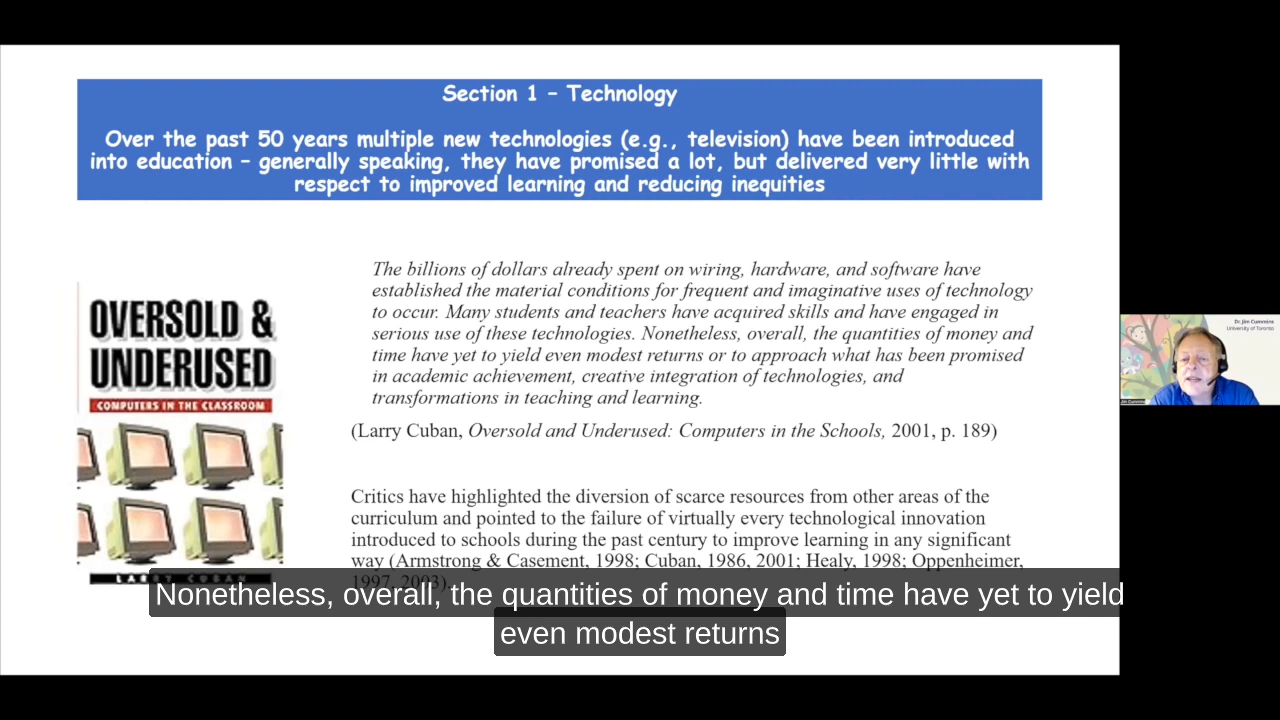 Section 1 – Technology
Over the past 50 years multiple new technologies (e.g., television) have been introduced
into education – generally speaking, they have promised a lot, but delivered very little with
respect to improved learning and reducing inequities
OVERSOLD &
UNDERUSED
COMPUTERS IN THE CLASSROOM
LARRY CUBAN
The billions of dollars already spent on wiring, hardware, and software have
established the material conditions for frequent and imaginative uses of technology
to occur. Many students and teachers have acquired skills and have engaged in
serious use of these technologies. Nonetheless, overall, the quantities of money and
time have yet to yield even modest returns or to approach what has been promised
in academic achievement, creative integration of technologies, and
transformations in teaching and learning.
(Larry Cuban, Oversold and Underused: Computers in the Schools, 2001, p. 189)
Critics have highlighted the diversion of scarce resources from other areas of the
curriculum and pointed to the failure of virtually every technological innovation
introduced to schools during the past century to improve learning in any significant
way (Armstrong & Casement, 1998; Cuban, 1986, 2001; Healy, 1998; Oppenheimer,
1997, 2003).
Dr. Jim Cummins
University of Toronto
Jim Cummins
Nonetheless, overall, the quantities of money and time have yet to yield
even modest returns